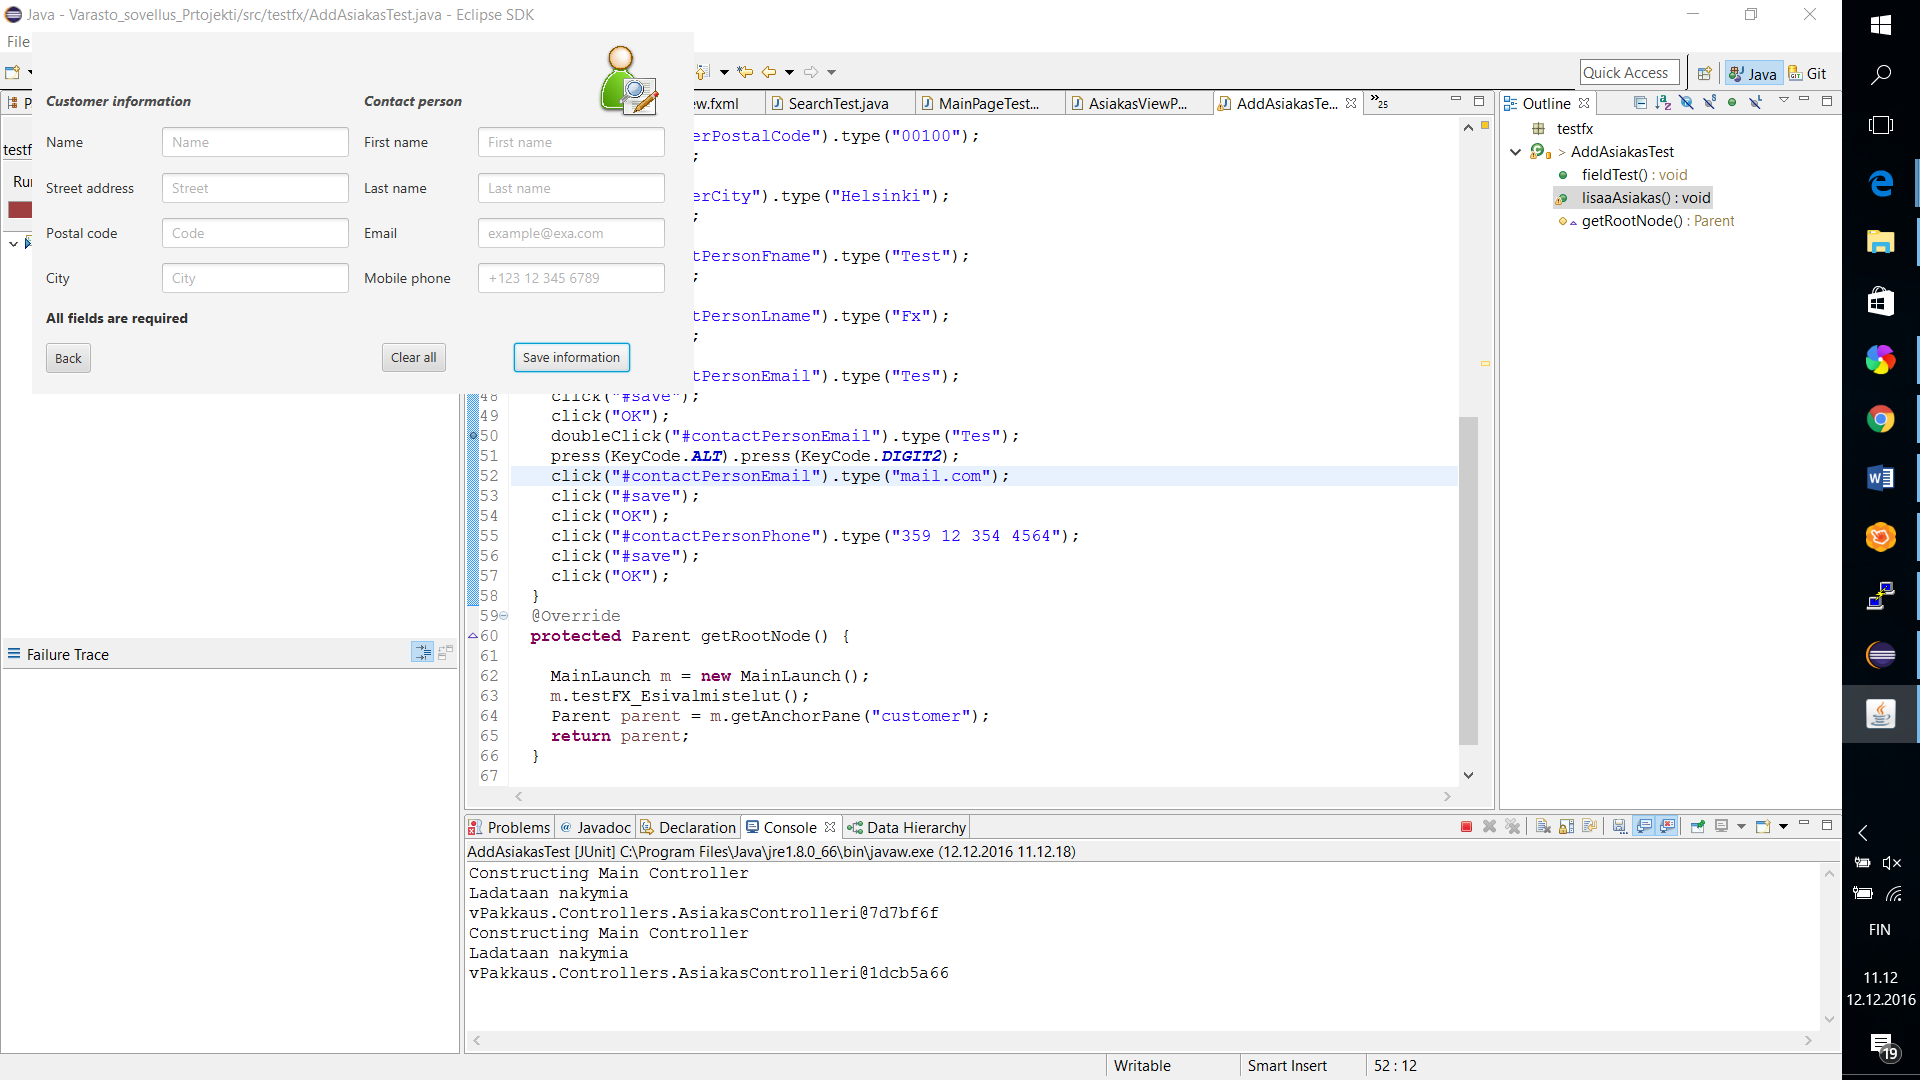 Java - Varasto_sovellus_Prtojekti/src/testfx/AddAsiakasTest.java - Eclipse SDK
File
Quick Access
Java
Git
P
ew.fxml
SearchTest.java
MainPageTest...
AsiakasViewP...
AddAsiakasTe...
»25
Outline
testf
Rur
Customer information
Contact person
Name
Name
First name
First name
Street address
Street
Last name
Last name
Postal code
Code
Email
example@exa.com
City
City
Mobile phone
+123 12 345 6789
All fields are required
Back
Clear all
Save information
erPostalCode").type("00100");
;
erCity").type("Helsinki");
;
tPersonFname").type("Test");
;
tPersonLname").type("Fx");
;
tPersonEmail").type("Tes");
48 click("#save");
49 click("OK");
50 doubleClick("#contactPersonEmail").type("Tes");
51 press(KeyCode.ALT).press(KeyCode.DIGIT2);
52 click("#contactPersonEmail").type("mail.com");
53 click("#save");
54 click("OK");
55 click("#contactPersonPhone").type("359 12 354 4564");
56 click("#save");
57 click("OK");
58 }
59 @Override
60 protected Parent getRootNode() {
61
62 MainLaunch m = new MainLaunch();
63 m.testFX_Esivalmistelut();
64 Parent parent = m.getAnchorPane("customer");
65 return parent;
66 }
67
testfx
> AddAsiakasTest
fieldTest() : void
lisaaAsiakas() : void
getRootNode() : Parent
Failure Trace
Problems
Javadoc
Declaration
Console
Data Hierarchy
AddAsiakasTest [JUnit] C:\Program Files\Java\jre1.8.0_66\bin\javaw.exe (12.12.2016 11.12.18)
Constructing Main Controller
Ladataan nakymia
vPakkaus.Controllers.AsiakasControlleri@7d7bf6f
Constructing Main Controller
Ladataan nakymia
vPakkaus.Controllers.AsiakasControlleri@1dcb5a66
Writable
Smart Insert
52 : 12
FIN
11.12
12.12.2016
19